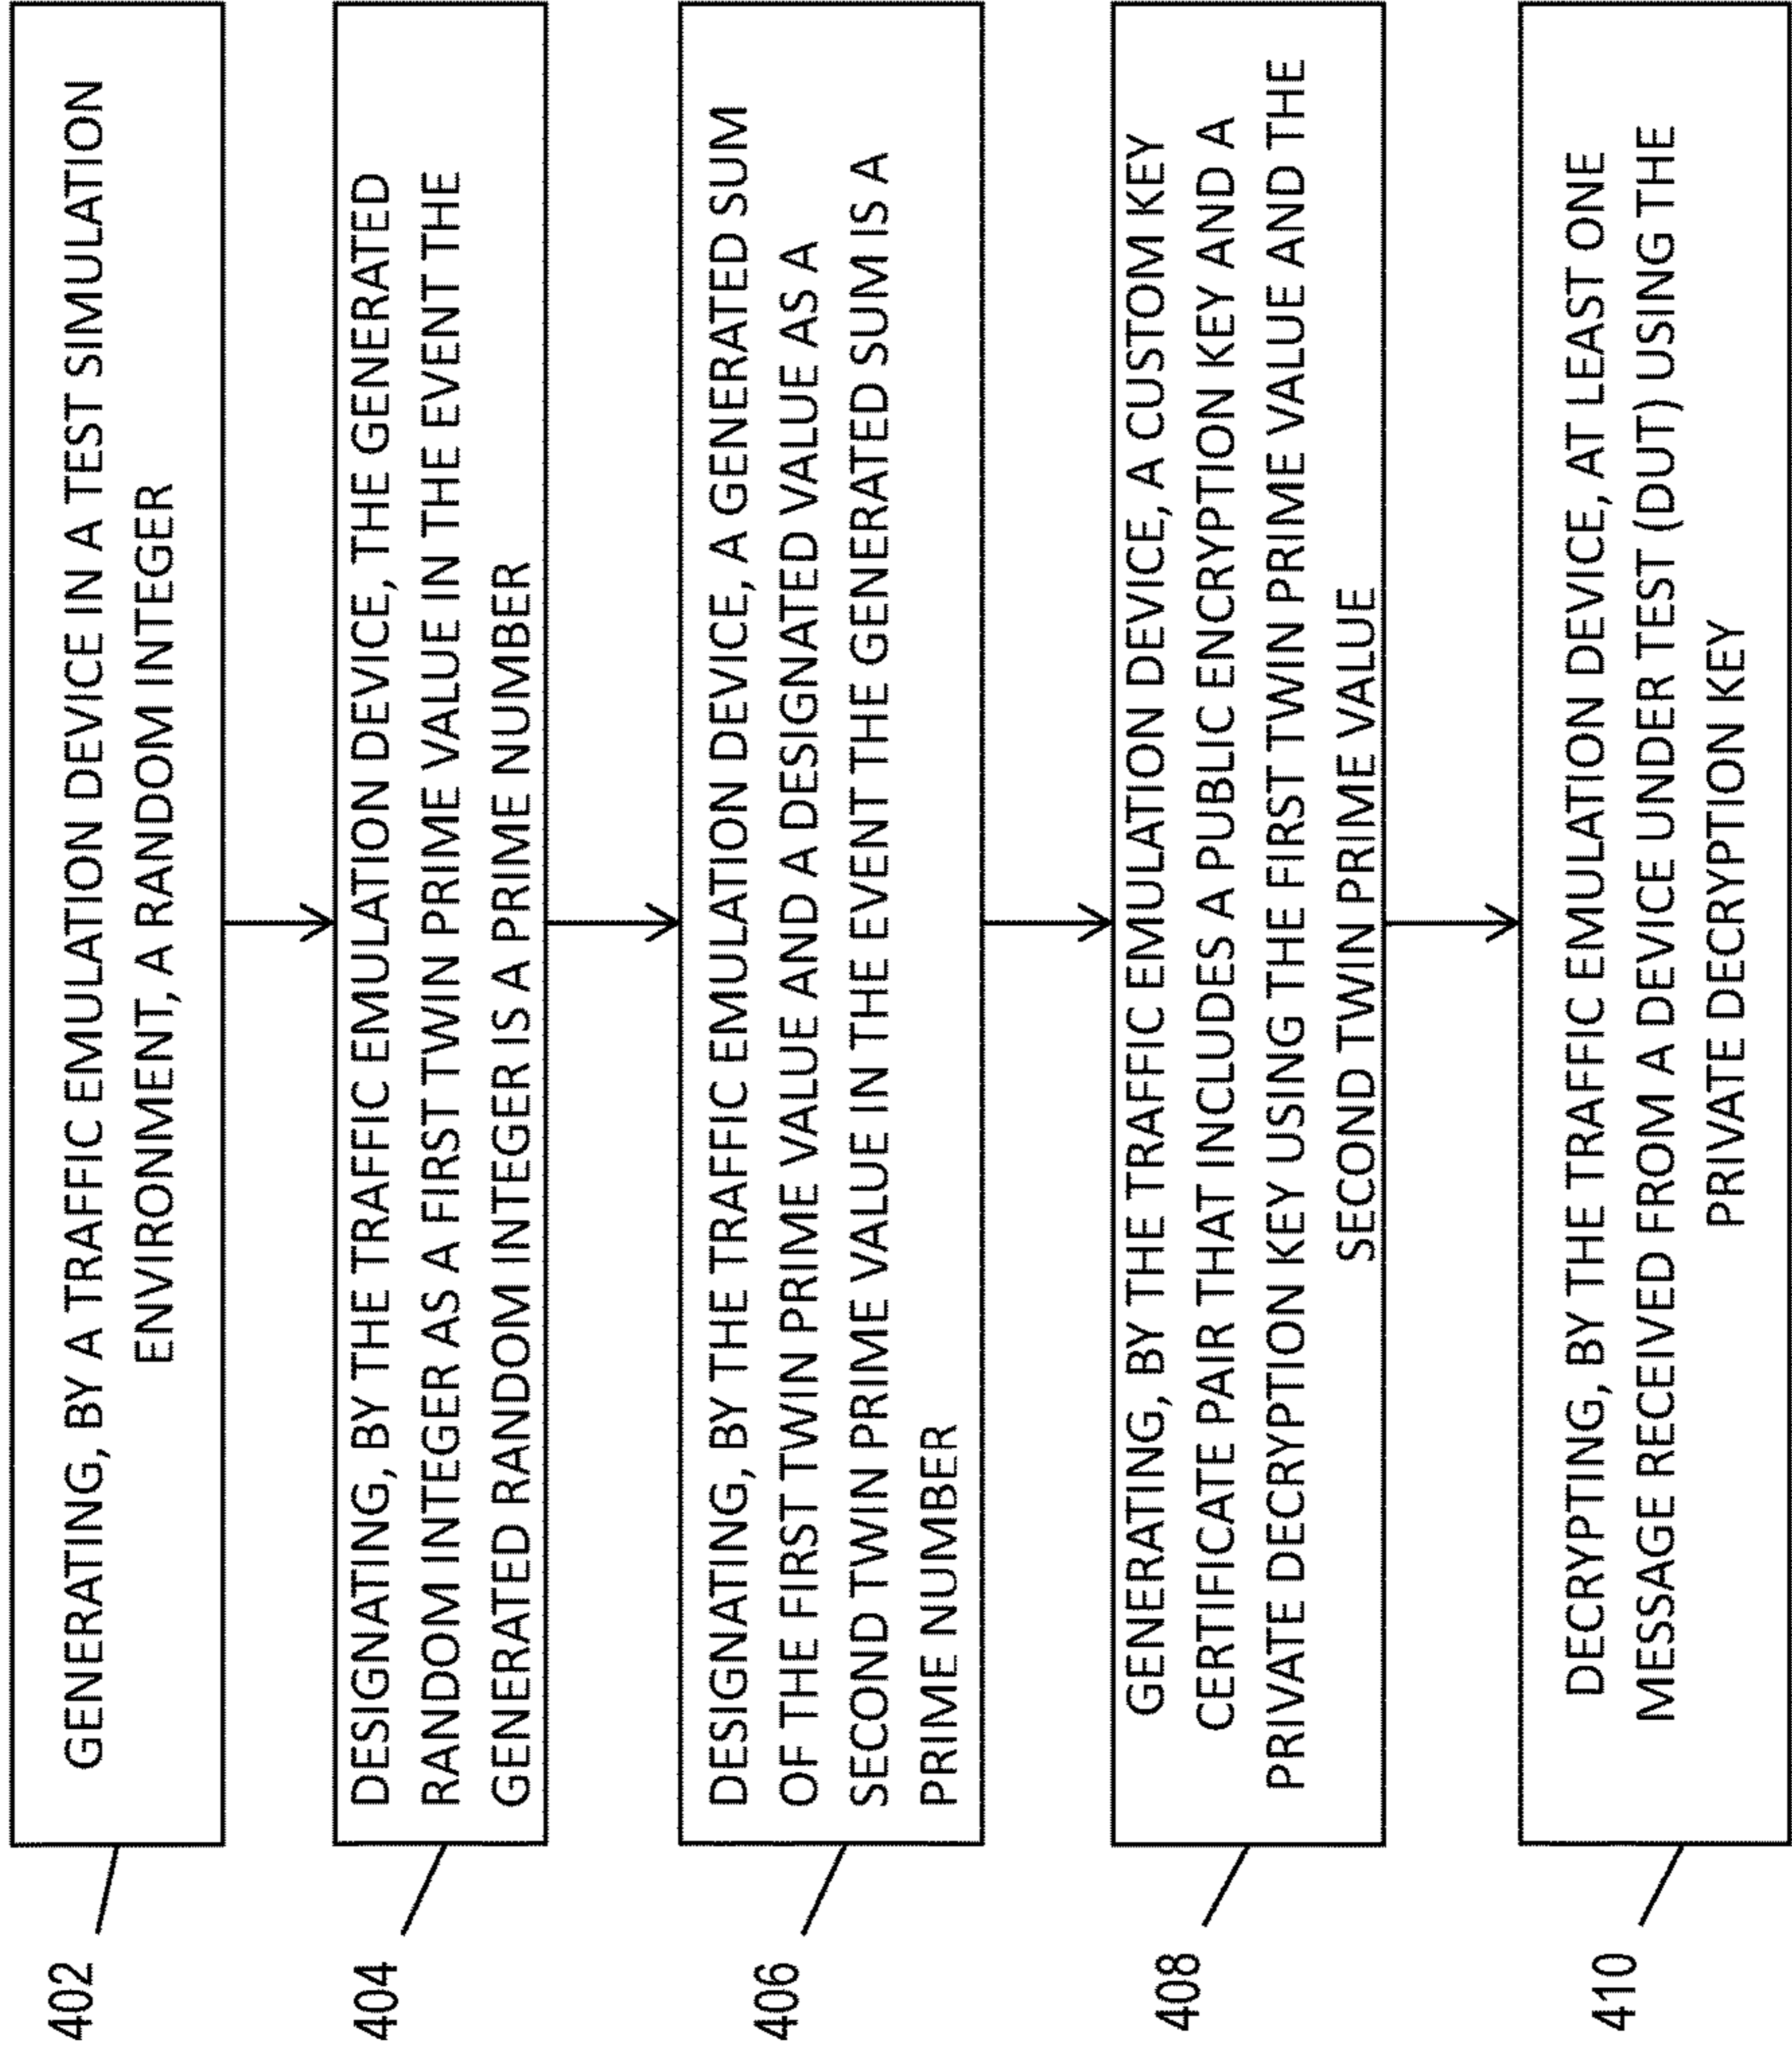 402
GENERATING, BY A TRAFFIC EMULATION DEVICE IN A TEST SIMULATION
ENVIRONMENT, A RANDOM INTEGER
404
DESIGNATING, BY THE TRAFFIC EMULATION DEVICE, THE GENERATED
RANDOM INTEGER AS A FIRST TWIN PRIME VALUE IN THE EVENT THE
GENERATED RANDOM INTEGER IS A PRIME NUMBER
406
DESIGNATING, BY THE TRAFFIC EMULATION DEVICE, A GENERATED SUM
OF THE FIRST TWIN PRIME VALUE AND A DESIGNATED VALUE AS A
SECOND TWIN PRIME VALUE IN THE EVENT THE GENERATED SUM IS A
PRIME NUMBER
408
GENERATING, BY THE TRAFFIC EMULATION DEVICE, A CUSTOM KEY
CERTIFICATE PAIR THAT INCLUDES A PUBLIC ENCRYPTION KEY AND A
PRIVATE DECRYPTION KEY USING THE FIRST TWIN PRIME VALUE AND THE
SECOND TWIN PRIME VALUE
410
DECRYPTING, BY THE TRAFFIC EMULATION DEVICE, AT LEAST ONE
MESSAGE RECEIVED FROM A DEVICE UNDER TEST (DUT) USING THE
PRIVATE DECRYPTION KEY